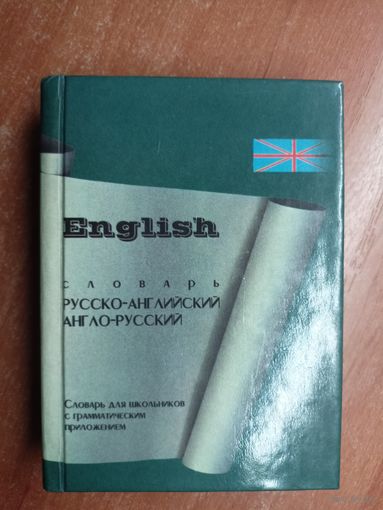 English
словарь
РУССКО-АНГЛИЙСКИЙ
АНГЛО-РУССКИЙ
Словарь для школьников
с грамматическим
приложением